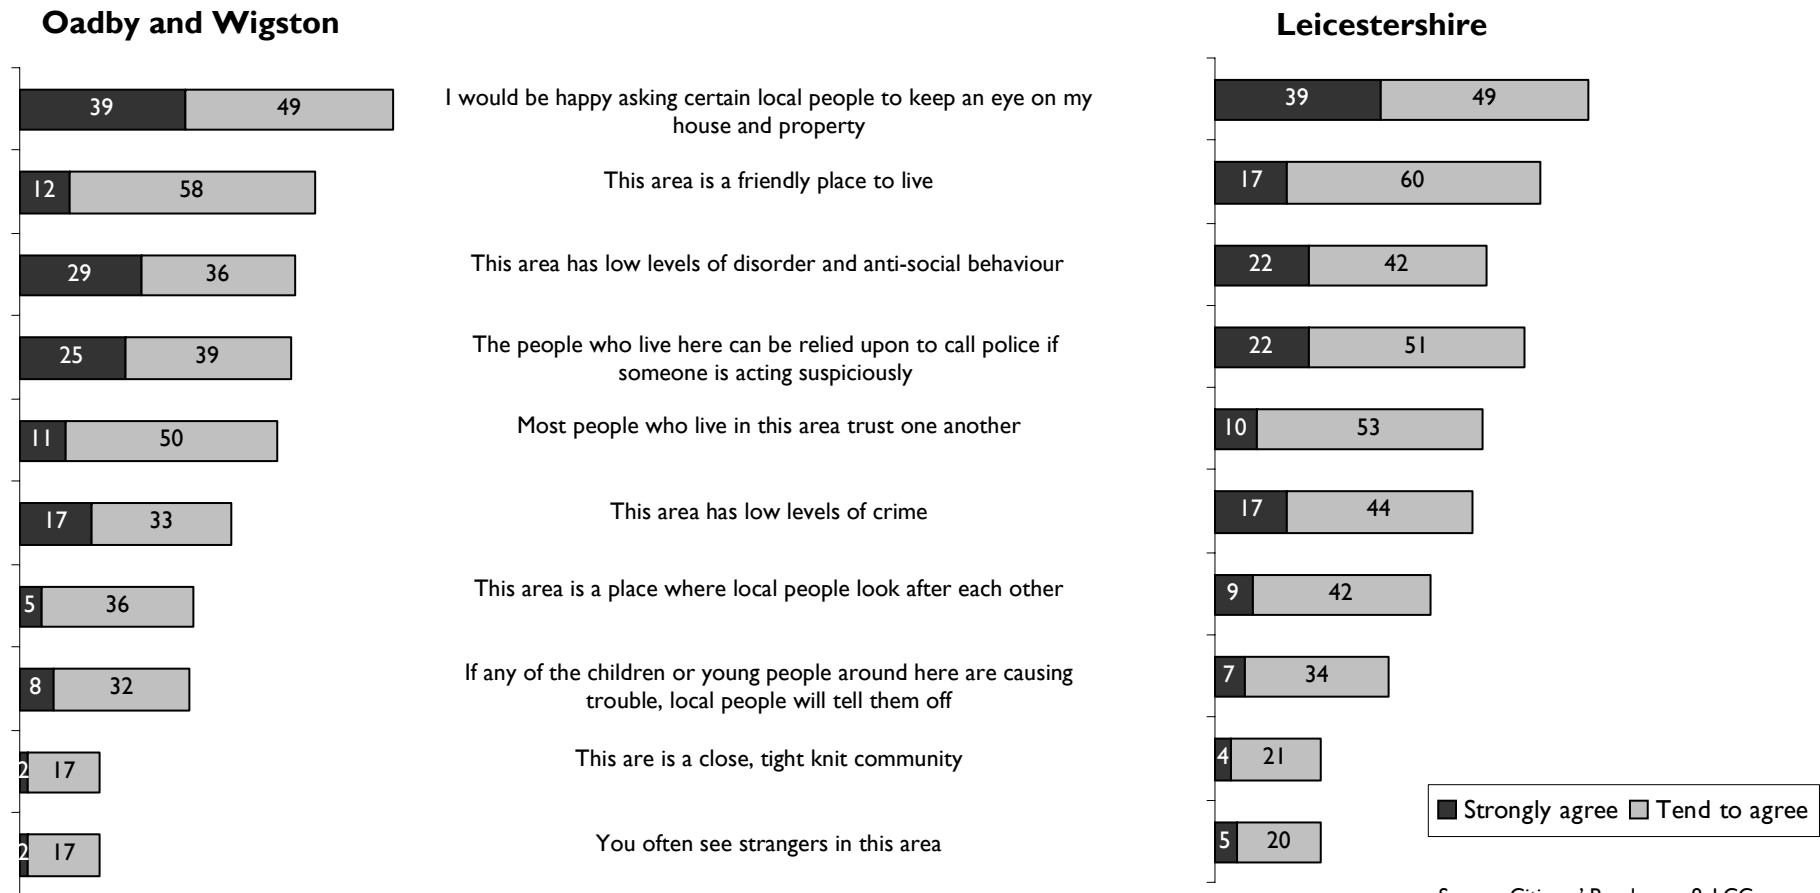 Oadby and Wigston
Leicestershire
39 49
I would be happy asking certain local people to keep an eye on my
house and property
39 49
12 58
This area is a friendly place to live
17 60
29 36
This area has low levels of disorder and anti-social behaviour
22 42
25 39
The people who live here can be relied upon to call police if
someone is acting suspiciously
22 51
11 50
Most people who live in this area trust one another
10 53
17 33
This area has low levels of crime
17 44
5 36
This area is a place where local people look after each other
9 42
8 32
If any of the children or young people around here are causing
trouble, local people will tell them off
7 34
2 17
This are is a close, tight knit community
4 21
2 17
You often see strangers in this area
5 20
Strongly agree Tend to agree